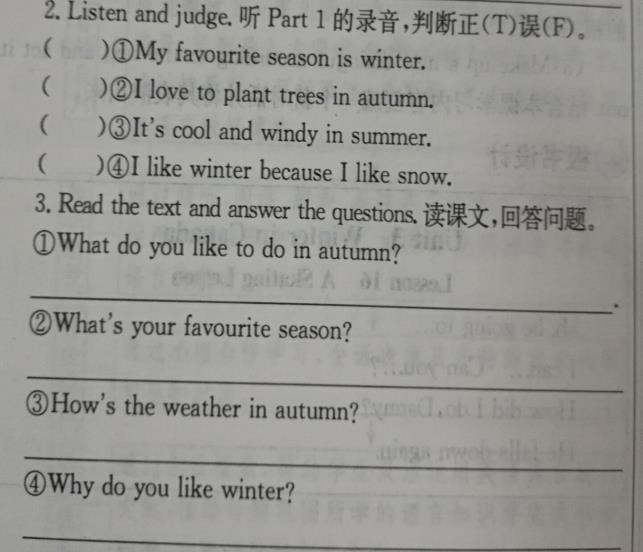 2. Listen and judge. 听 Part 1 的录音,判断正(T)误(F)。
(    )①My favourite season is winter.
(    )②I love to plant trees in autumn.
(    )③It's cool and windy in summer.
(    )④I like winter because I like snow.
3. Read the text and answer the questions. 读课文,回答问题。
①What do you like to do in autumn?
.
②What's your favourite season?
③How's the weather in autumn?
④Why do you like winter?